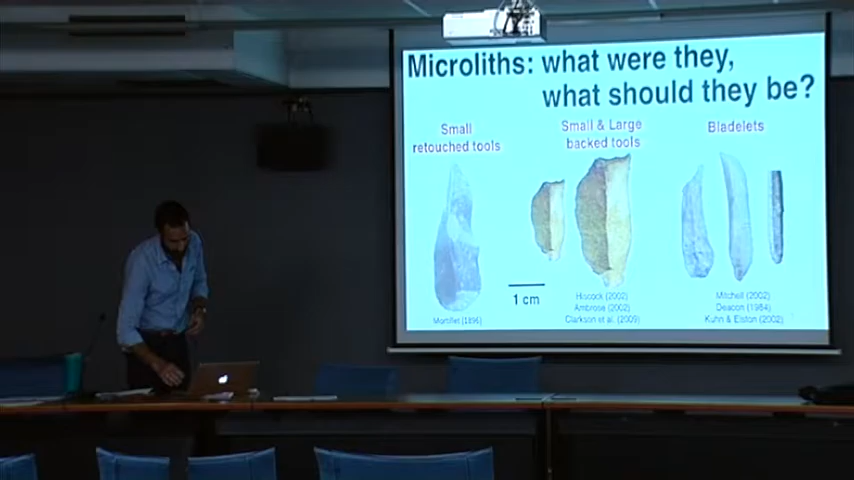 Microliths: what were they,
what should they be?
Small
retouched tools
Small & Large
backed tools
Bladelets
1 cm
Mortillet (1896)
Hiscock (2002)
Ambrose (2002)
Clarkson et al. (2009)
Mitchell (2002)
Deacon (1984)
Kuhn & Elston (2002)